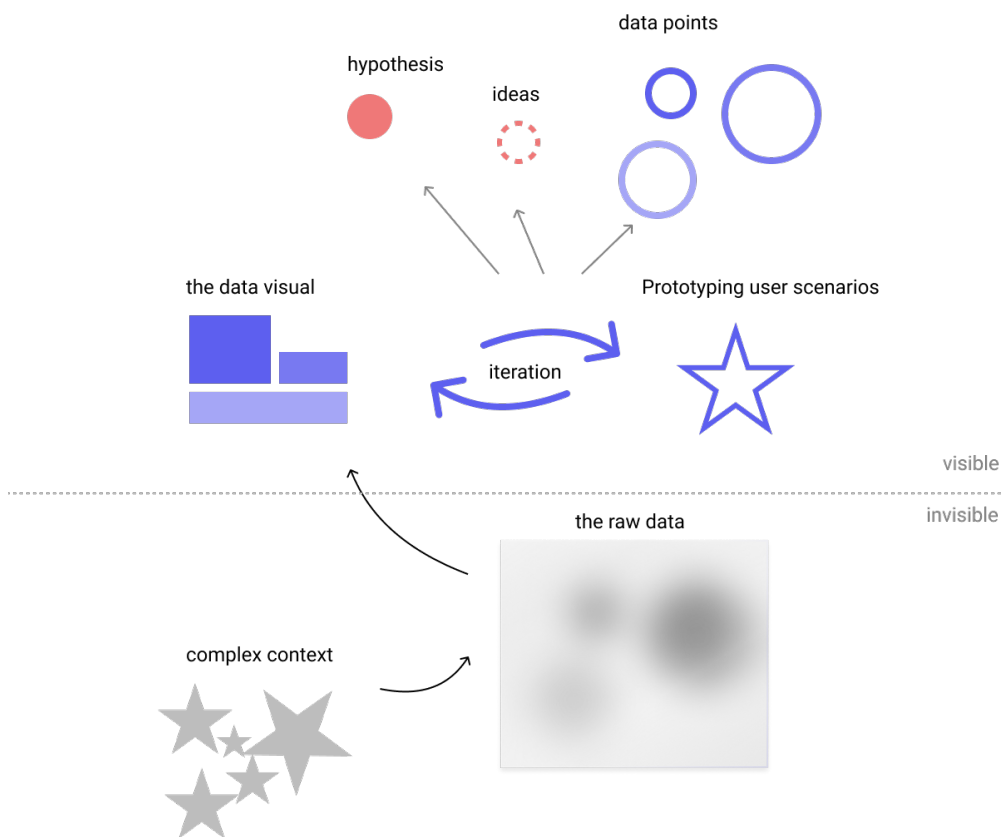 data points
hypothesis
ideas
the data visual
Prototyping user scenarios
iteration
visible
invisible
the raw data
complex context